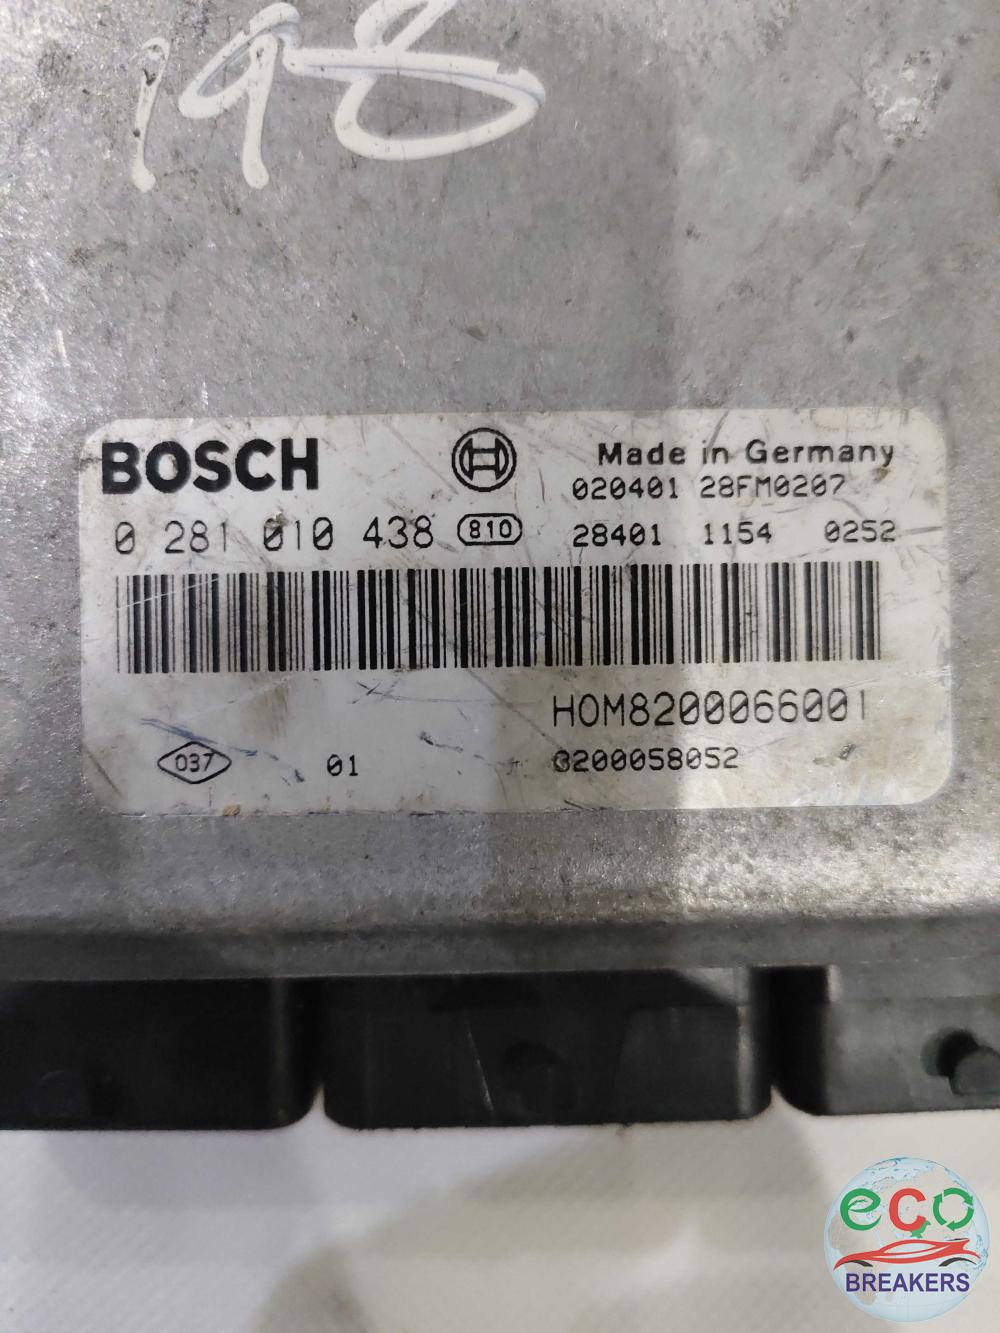 198
BOSCH
Made in Germany
020401 28FM0207
0 281 010 438 810 28401 1154 0252
HOM8200066001
037 01 8200058052
eco
BREAKERS